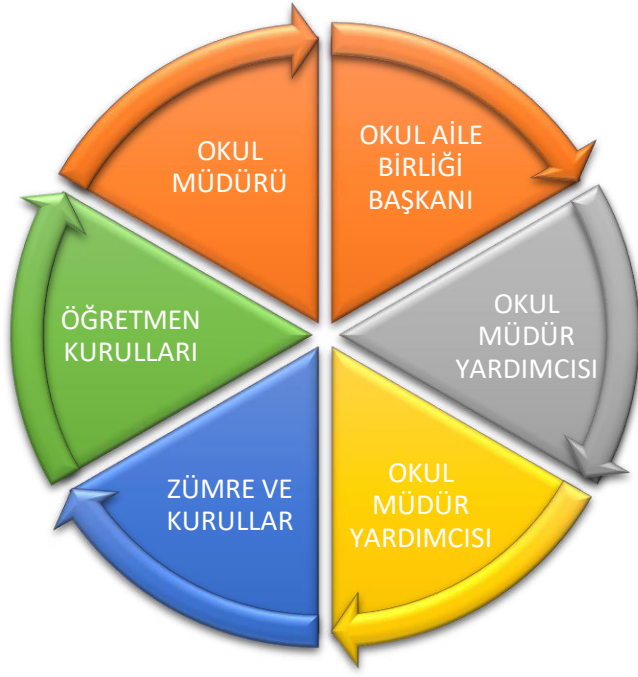 OKUL
MÜDÜRÜ
OKUL AİLE
BİRLİĞİ
BAŞKANI
OKUL
MÜDÜR
YARDIMCISI
OKUL
MÜDÜR
YARDIMCISI
ZÜMRE VE
KURULLAR
ÖĞRETMEN
KURULLARI